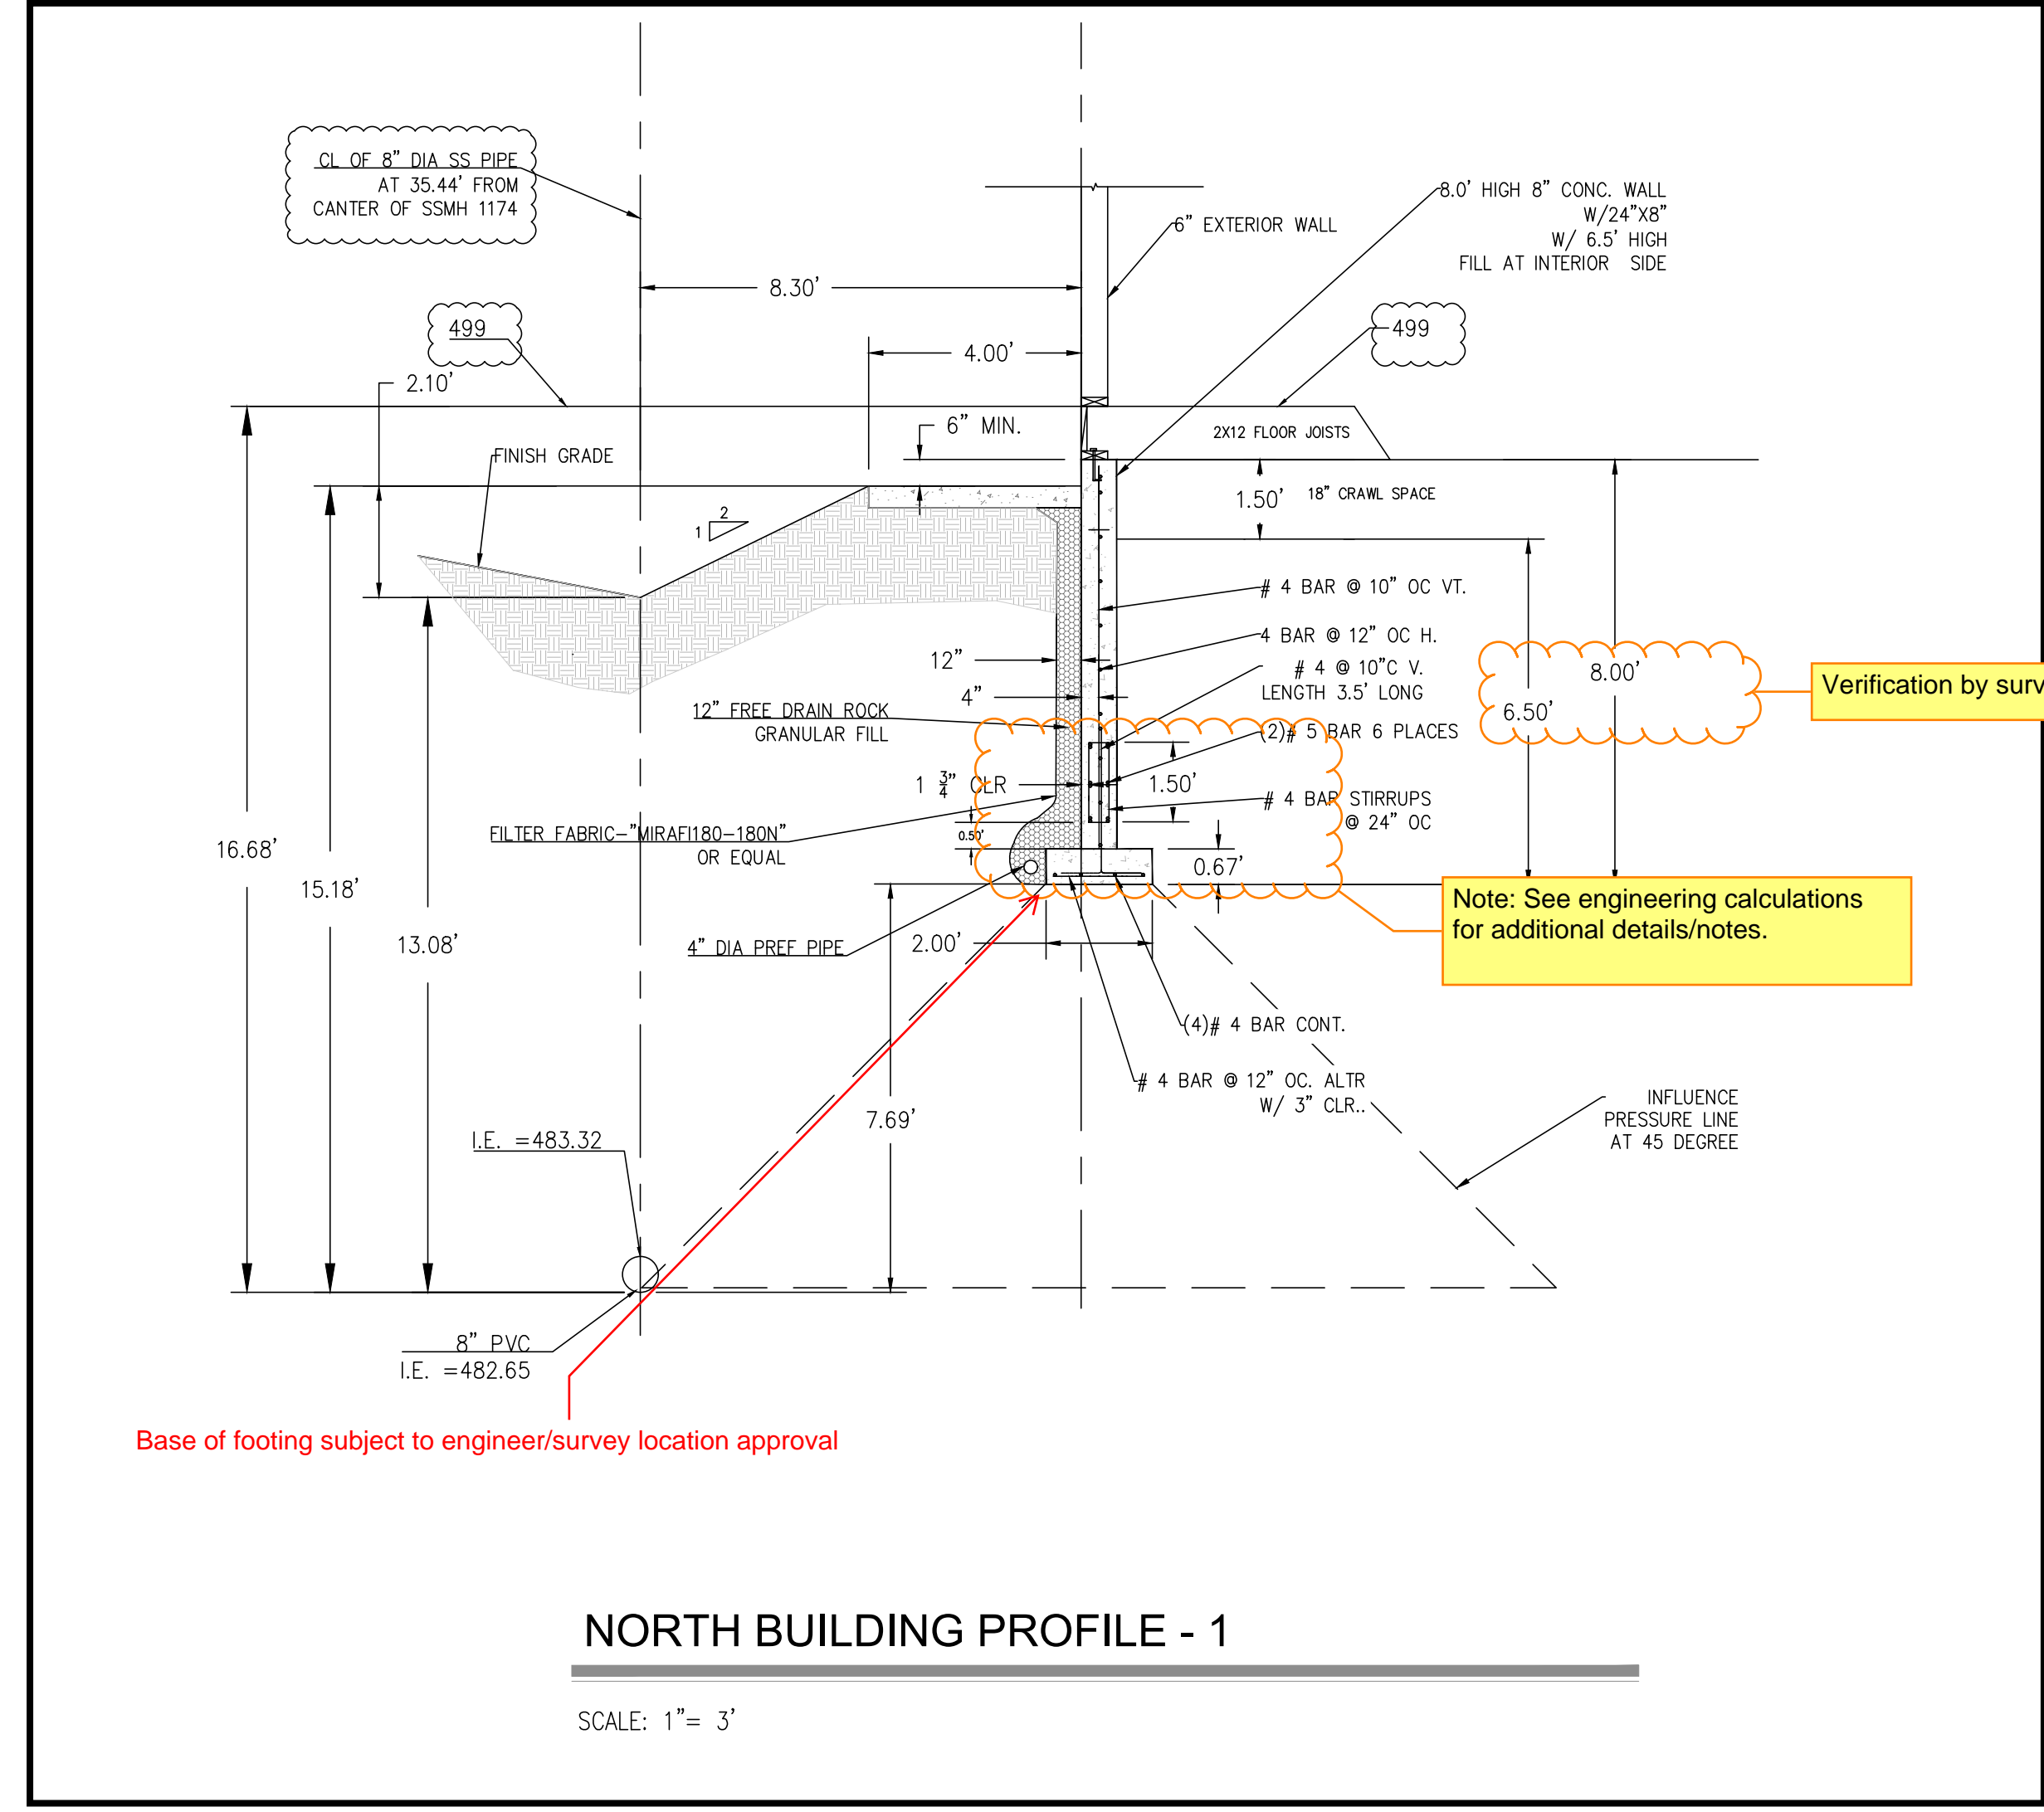 CL OF 8" DIA SS PIPE
AT 35.44' FROM
CANTER OF SSMH 1174
8.0' HIGH 8" CONC. WALL
W/24"X8"
W/ 6.5' HIGH
FILL AT INTERIOR SIDE
6" EXTERIOR WALL
8.30'
499
499
4.00'
2.10'
6" MIN.
2X12 FLOOR JOISTS
FINISH GRADE
1.50'
18" CRAWL SPACE
2
1
# 4 BAR @ 10" OC VT.
4 BAR @ 12" OC H.
12"
# 4 @ 10"C V.
LENGTH 3.5' LONG
8.00'
Verification by surv
4"
6.50'
12" FREE DRAIN ROCK
GRANULAR FILL
(2)# 5 BAR 6 PLACES
1 3/4" CLR
1.50'
# 4 BAR STIRRUPS
@ 24" OC
FILTER FABRIC-"MIRAFI180-180N"
OR EQUAL
0.50'
16.68'
0.67'
15.18'
Note: See engineering calculations
for additional details/notes.
13.08'
4" DIA PREF PIPE
2.00'
(4)# 4 BAR CONT.
# 4 BAR @ 12" OC. ALTR
W/ 3" CLR..
7.69'
INFLUENCE
PRESSURE LINE
AT 45 DEGREE
I.E. =483.32
8" PVC
I.E. =482.65
Base of footing subject to engineer/survey location approval
NORTH BUILDING PROFILE - 1
SCALE: 1"= 3'